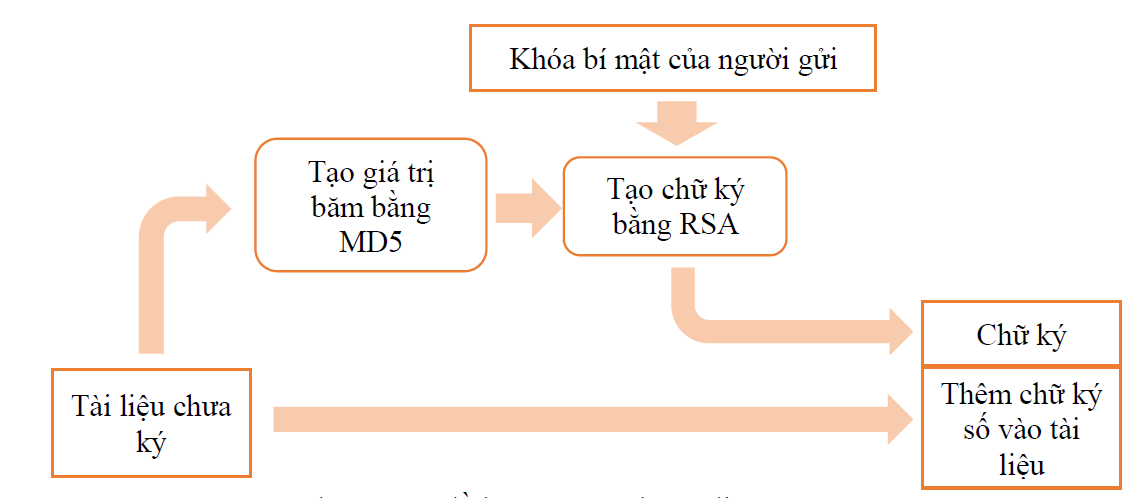 Khóa bí mật của người gửi
Tạo giá trị
băm bằng
MD5
Tạo chữ ký
bằng RSA
Chữ ký
Tài liệu chưa
ký
Thêm chữ ký
số vào tài
liệu